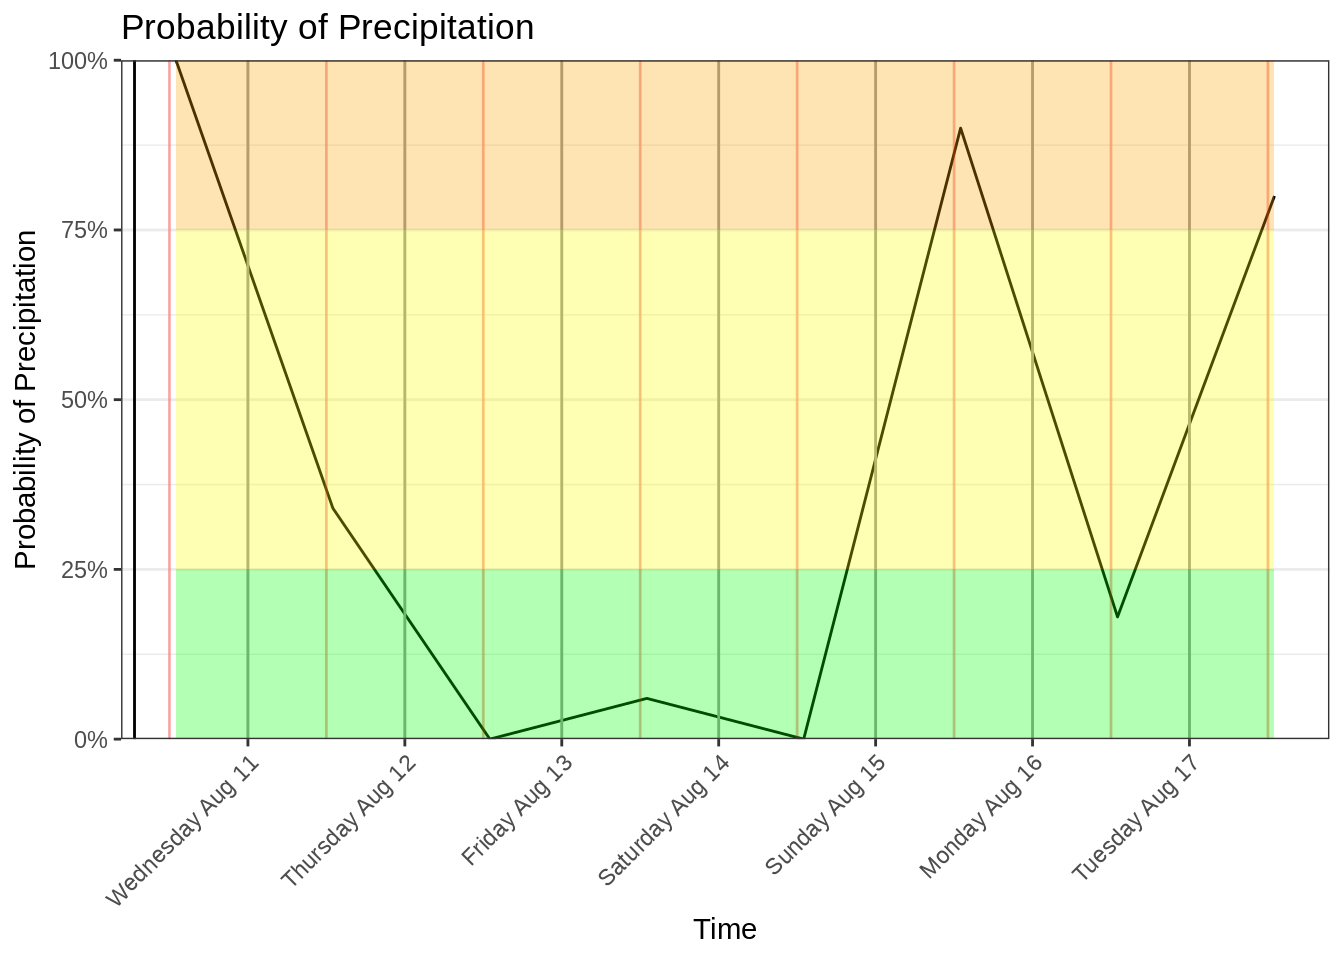 Probability of Precipitation
Probability of Precipitation
100%
75%
50%
25%
0%
Wednesday Aug 11
Thursday Aug 12
Friday Aug 13
Saturday Aug 14
Sunday Aug 15
Monday Aug 16
Tuesday Aug 17
Time